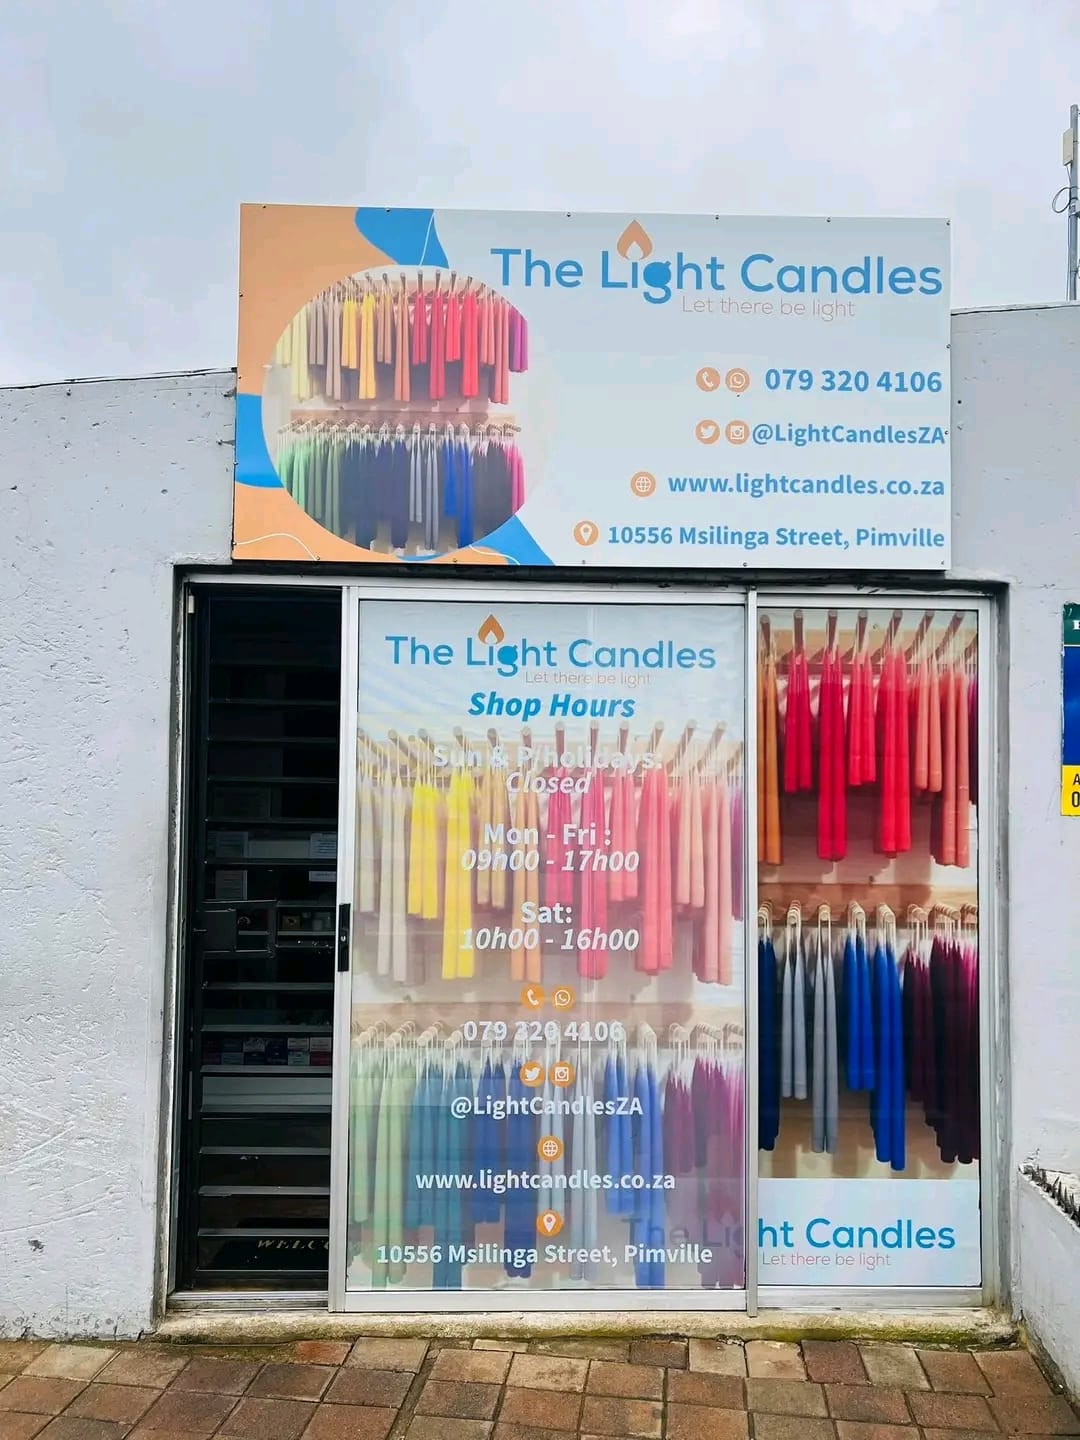 The Light Candles
Let there be light
079 320 4106
@LightCandlesZA
www.lightcandles.co.za
10556 Msilinga Street, Pimville
The Light Candles
Let there be light
Shop Hours
Sun & P/holidays:
Closed
Mon - Fri :
09h00 - 17h00
Sat:
10h00 - 16h00
079 320 4106
@LightCandlesZA
www.lightcandles.co.za
10556 Msilinga Street, Pimville
The Light Candles
Let there be light